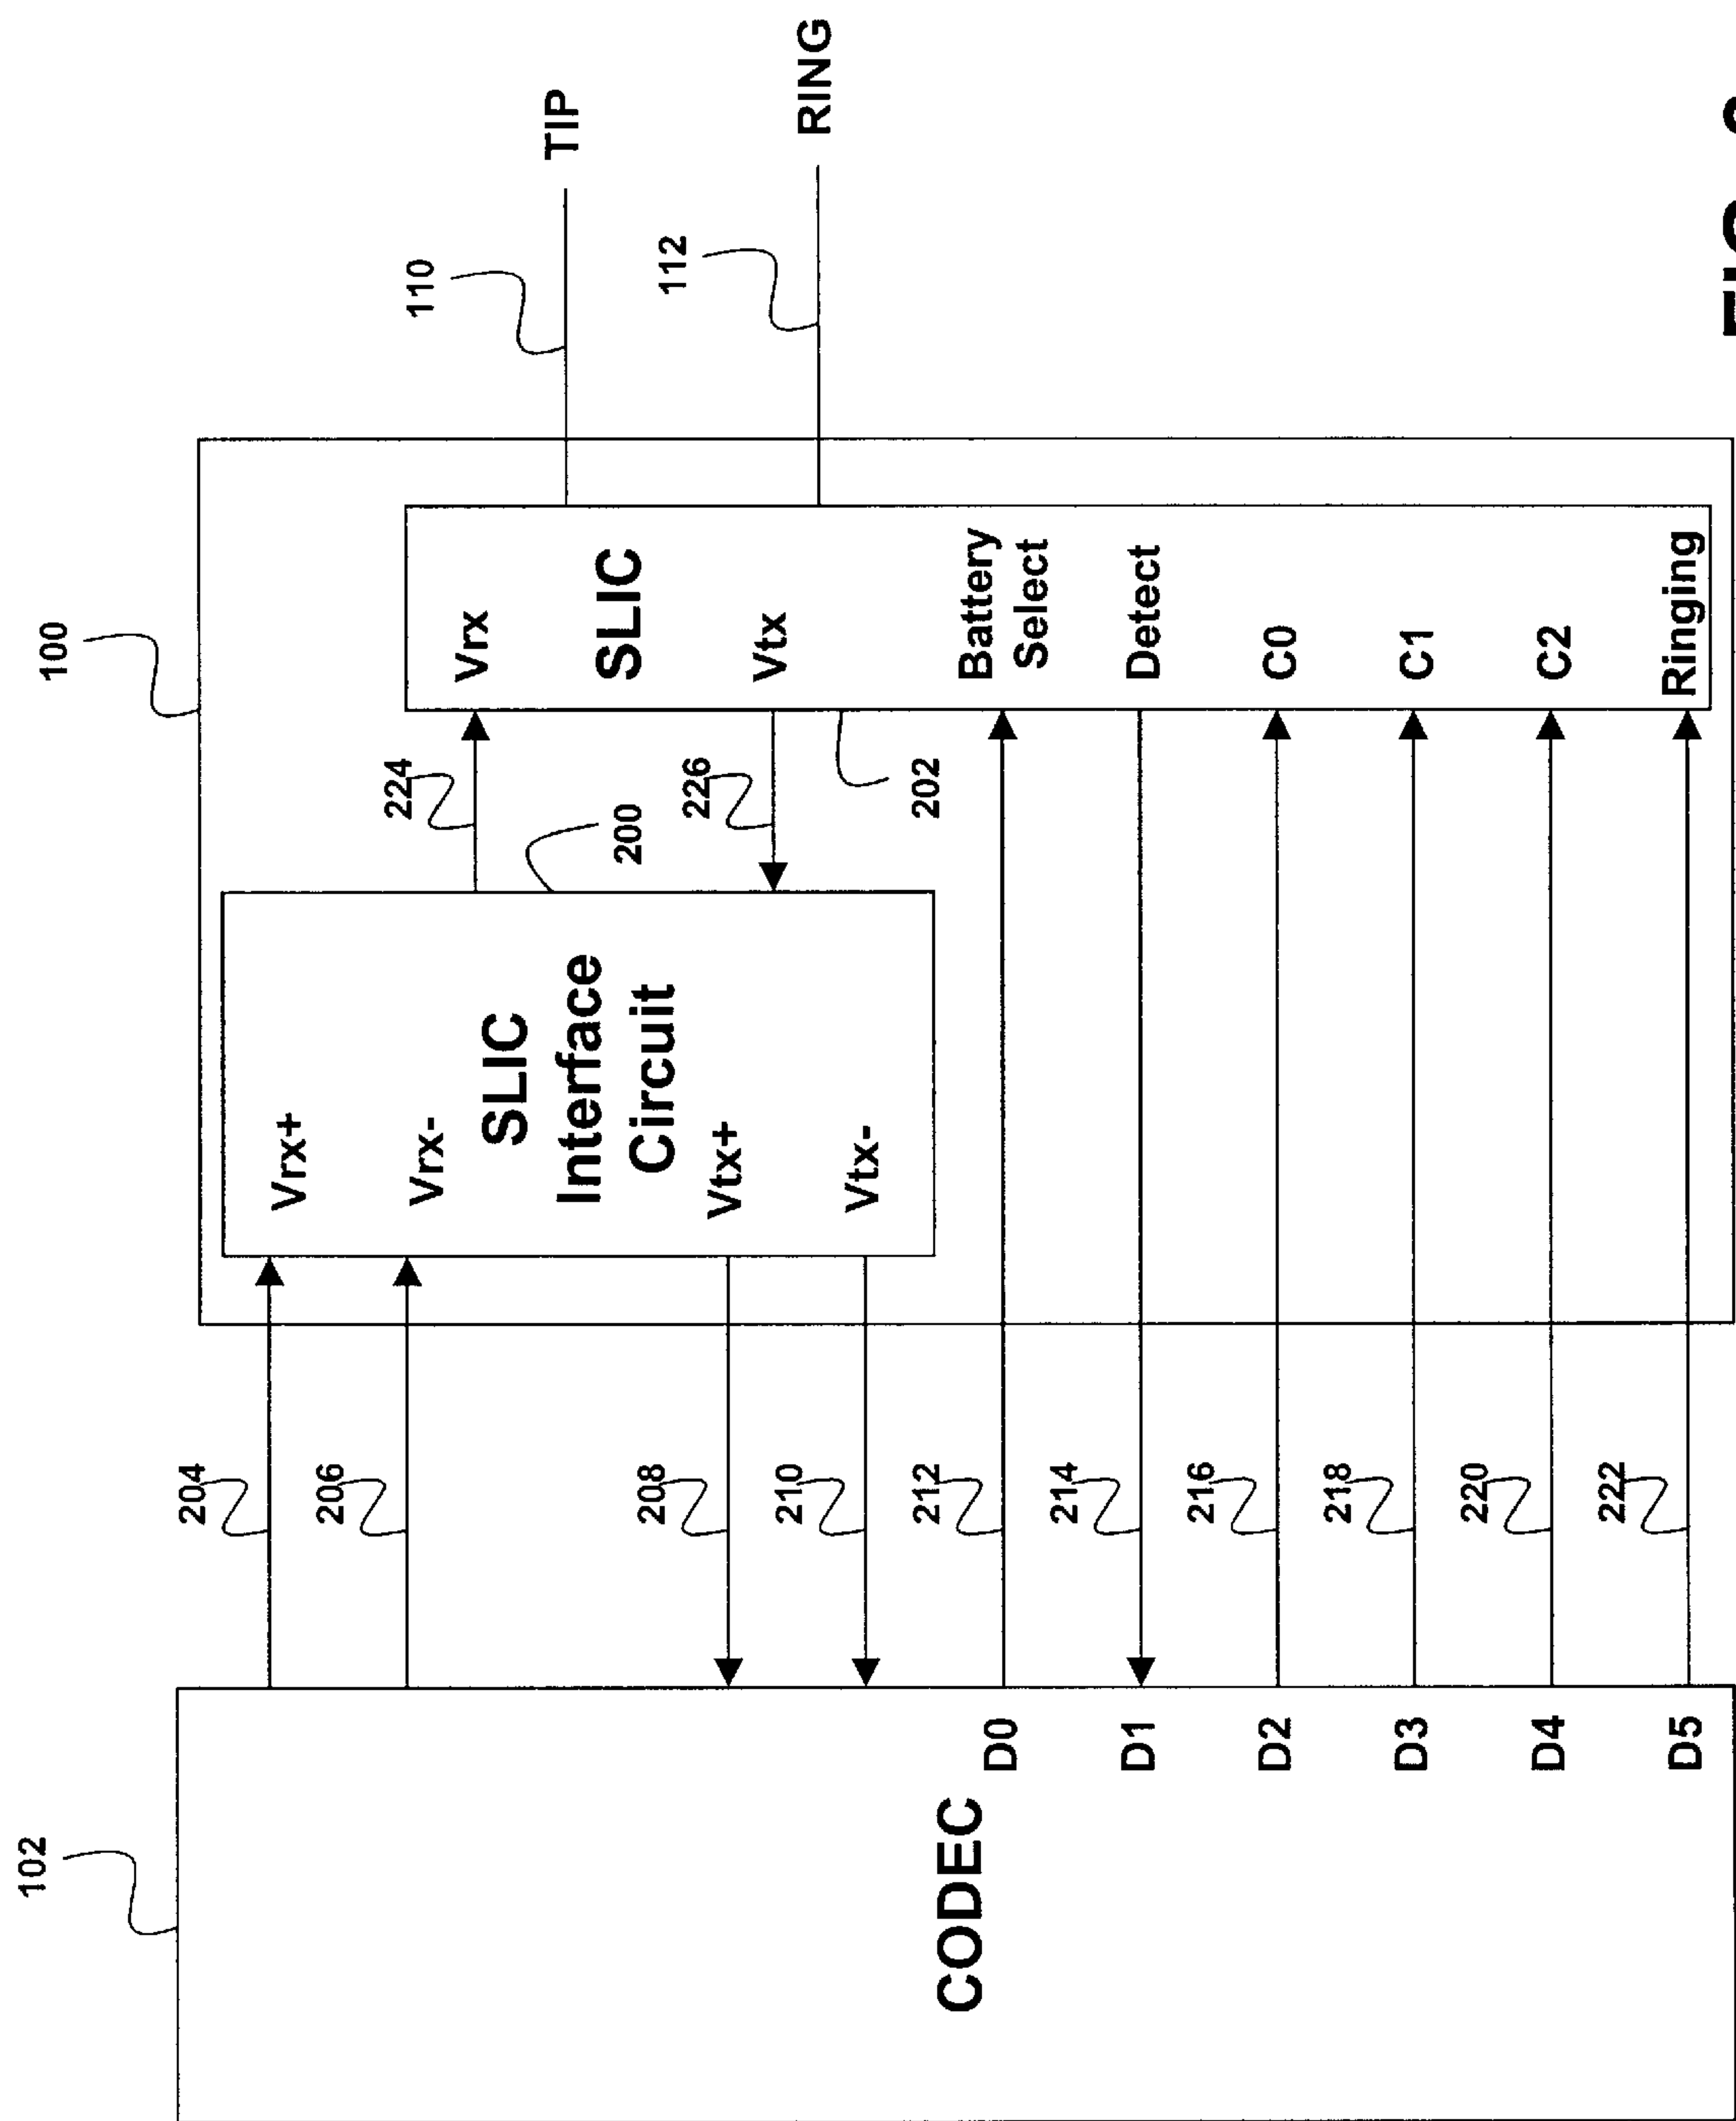 102
100
110
TIP
112
RING
204
206
208
210
212
214
216
218
220
222
224
226
200
202
CODEC
D0
D1
D2
D3
D4
D5
Vrx+
Vrx-
SLIC
Interface
Circuit
Vtx+
Vtx-
Vrx
SLIC
Vtx
Battery
Select
Detect
C0
C1
C2
Ringing